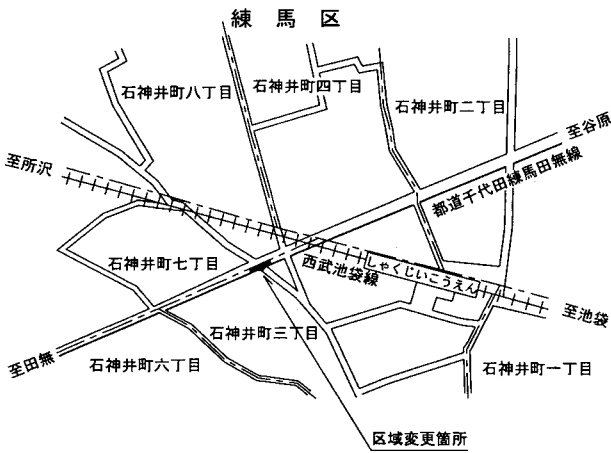 練馬区
石神井町八丁目
石神井町四丁目
石神井町二丁目
至谷原
至所沢
都道千代田練馬田無線
石神井町七丁目
西武池袋線
しゃくじいこうえん
至池袋
石神井町三丁目
至田無
石神井町六丁目
石神井町一丁目
区域変更箇所